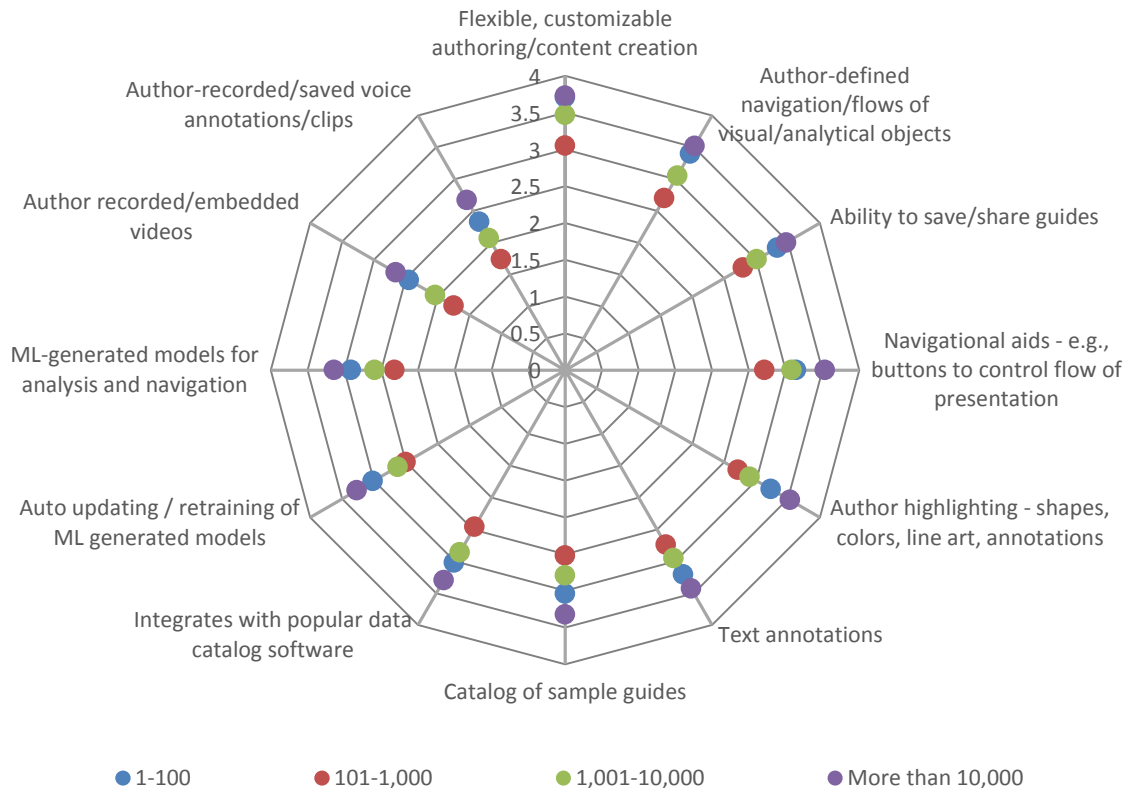 Flexible, customizable
authoring/content creation
Author-defined
navigation/flows of
visual/analytical objects
Ability to save/share guides
Navigational aids - e.g.,
buttons to control flow of
presentation
Author highlighting - shapes,
colors, line art, annotations
Text annotations
Catalog of sample guides
Integrates with popular data
catalog software
Auto updating / retraining of
ML generated models
ML-generated models for
analysis and navigation
Author recorded/embedded
videos
Author-recorded/saved voice
annotations/clips
4
3.5
3
2.5
2
1.5
1
0.5
0
1-100
101-1,000
1,001-10,000
More than 10,000